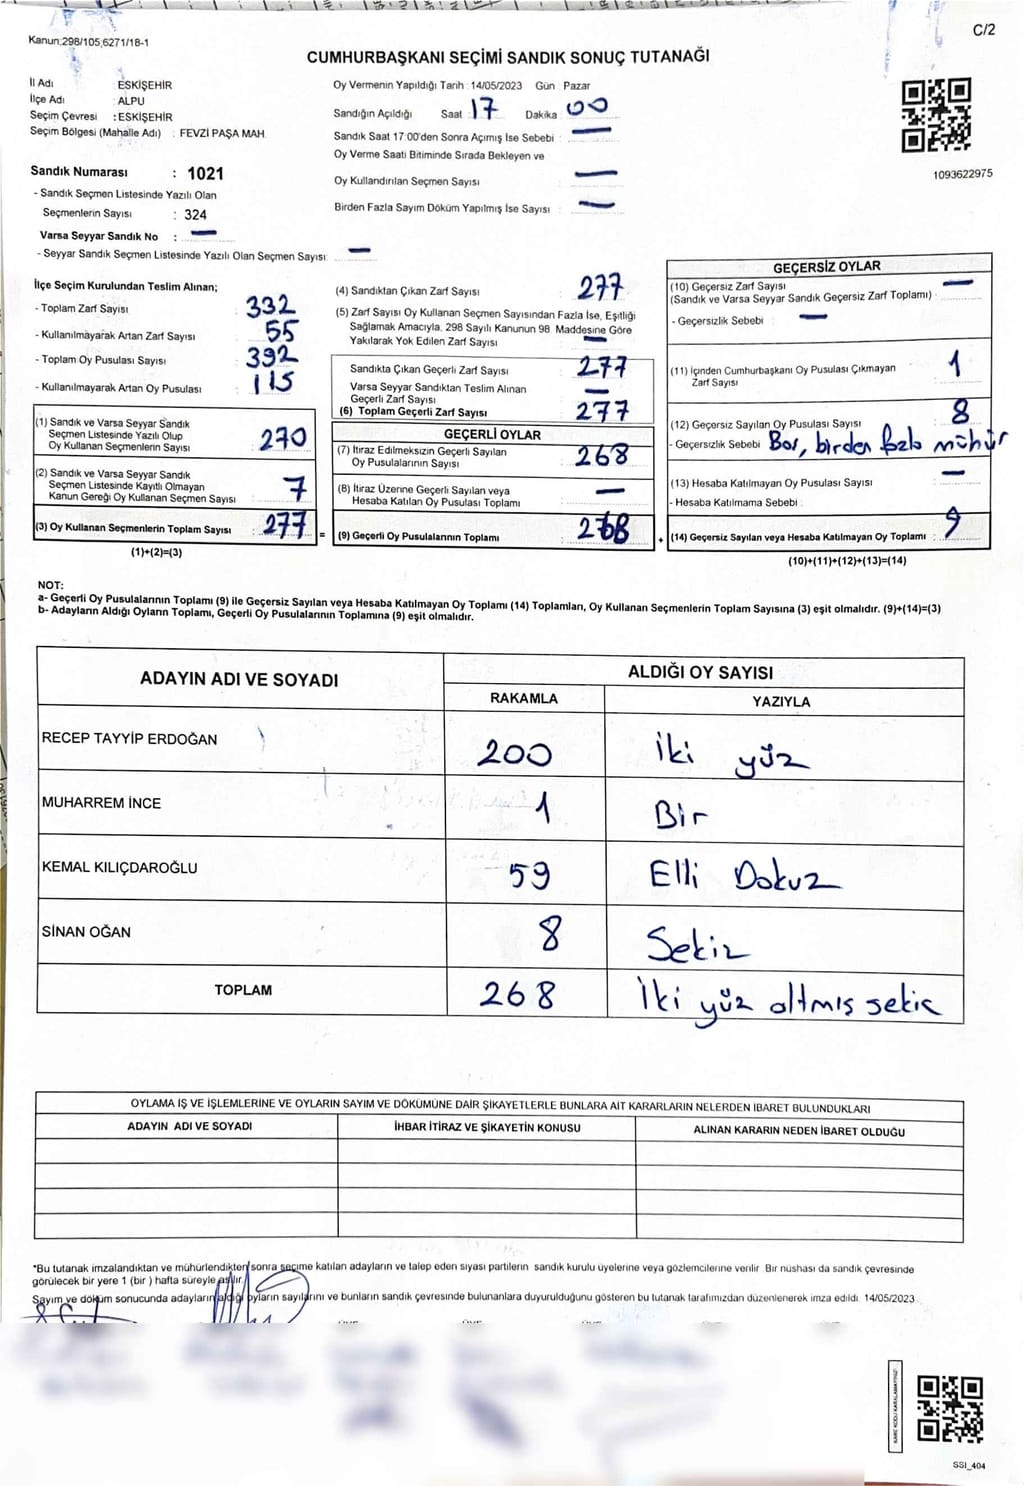 Kanun;298/105,6271/18-1
C/2
CUMHURBAŞKANI SEÇİMİ SANDIK SONUÇ TUTANAĞI
İl Adı : ESKİŞEHİR
İlçe Adı : ALPU
Seçim Çevresi : ESKİŞEHİR
Seçim Bölgesi (Mahalle Adı) : FEVZİ PAŞA MAH.
Oy Vermenin Yapıldığı Tarih : 14/05/2023 Gün : Pazar
Sandığın Açıldığı Saat : 17 Dakika : 00
Sandık Saat 17:00'den Sonra Açımış İse Sebebi : —
Oy Verme Saati Bitiminde Sırada Bekleyen ve
Oy Kullandırılan Seçmen Sayısı : —
Birden Fazla Sayım Döküm Yapılmış İse Sayısı : —
1093622975
Sandık Numarası : 1021
- Sandık Seçmen Listesinde Yazılı Olan
Seçmenlerin Sayısı : 324
Varsa Seyyar Sandık No : —
- Seyyar Sandık Seçmen Listesinde Yazılı Olan Seçmen Sayısı: —
İlçe Seçim Kurulundan Teslim Alınan;
- Toplam Zarf Sayısı : 332
- Kullanılmayarak Artan Zarf Sayısı : 55
- Toplam Oy Pusulası Sayısı : 392
- Kullanılmayarak Artan Oy Pusulası : 115
(1) Sandık ve Varsa Seyyar Sandık
Seçmen Listesinde Yazılı Olup
Oy Kullanan Seçmenlerin Sayısı : 270
(2) Sandık ve Varsa Seyyar Sandık
Seçmen Listesinde Kayıtlı Olmayan
Kanun Gereği Oy Kullanan Seçmen Sayısı : 7
(3) Oy Kullanan Seçmenlerin Toplam Sayısı : 277 =
(1)+(2)=(3)
(4) Sandıktan Çıkan Zarf Sayısı : 277
(5) Zarf Sayısı Oy Kullanan Seçmen Sayısından Fazla İse, Eşitliği
Sağlamak Amacıyla, 298 Sayılı Kanunun 98. Maddesine Göre
Yakılarak Yok Edilen Zarf Sayısı : —
Sandıkta Çıkan Geçerli Zarf Sayısı : 277
Varsa Seyyar Sandıktan Teslim Alınan
Geçerli Zarf Sayısı : —
(6) Toplam Geçerli Zarf Sayısı : 277
GEÇERLİ OYLAR
(7) İtiraz Edilmeksizin Geçerli Sayılan
Oy Pusulalarının Sayısı : 268
(8) İtiraz Üzerine Geçerli Sayılan veya
Hesaba Katılan Oy Pusulası Toplamı : —
(9) Geçerli Oy Pusulalarının Toplamı : 268 +
GEÇERSİZ OYLAR
(10) Geçersiz Zarf Sayısı
(Sandık ve Varsa Seyyar Sandık Geçersiz Zarf Toplamı) : —
- Geçersizlik Sebebi : —
(11) İçinden Cumhurbaşkanı Oy Pusulası Çıkmayan
Zarf Sayısı : 1
(12) Geçersiz Sayılan Oy Pusulası Sayısı : 8
- Geçersizlik Sebebi : Boş, birden fazla mühür
(13) Hesaba Katılmayan Oy Pusulası Sayısı : —
- Hesaba Katılmama Sebebi :
(14) Geçersiz Sayılan veya Hesaba Katılmayan Oy Toplamı : 9
(10)+(11)+(12)+(13)=(14)
NOT:
a- Geçerli Oy Pusulalarının Toplamı (9) ile Geçersiz Sayılan veya Hesaba Katılmayan Oy Toplamı (14) Toplamları, Oy Kullanan Seçmenlerin Toplam Sayısına (3) eşit olmalıdır. (9)+(14)=(3)
b- Adayların Aldığı Oyların Toplamı, Geçerli Oy Pusulalarının Toplamına (9) eşit olmalıdır.
ADAYIN ADI VE SOYADI
ALDIĞI OY SAYISI
RAKAMLA YAZIYLA
RECEP TAYYİP ERDOĞAN 200 İki yüz
MUHARREM İNCE 1 Bir
KEMAL KILIÇDAROĞLU 59 Elli Dokuz
SİNAN OĞAN 8 Sekiz
TOPLAM 268 İki yüz altmış sekiz
OYLAMA İŞ VE İŞLEMLERİNE VE OYLARIN SAYIM VE DÖKÜMÜNE DAİR ŞİKAYETLERLE BUNLARA AİT KARARLARIN NELERDEN İBARET BULUNDUKLARI
ADAYIN ADI VE SOYADI İHBAR İTİRAZ VE ŞİKAYETİN KONUSU ALINAN KARARIN NEDEN İBARET OLDUĞU
*Bu tutanak imzalandıktan ve mühürlendikten sonra seçime katılan adayların ve talep eden siyasi partilerin sandık kurulu üyelerine veya gözlemcilerine verilir. Bir nüshası da sandık çevresinde
görülecek bir yere 1 (bir ) hafta süreyle asılır.
Sayım ve döküm sonucunda adayların aldığı oyların sayılarını ve bunların sandık çevresinde bulunanlara duyurulduğunu gösteren bu tutanak tarafımızdan düzenlenerek imza edildi. 14/05/2023
KARE KODU KARALAMAYINIZ!
SSI_404